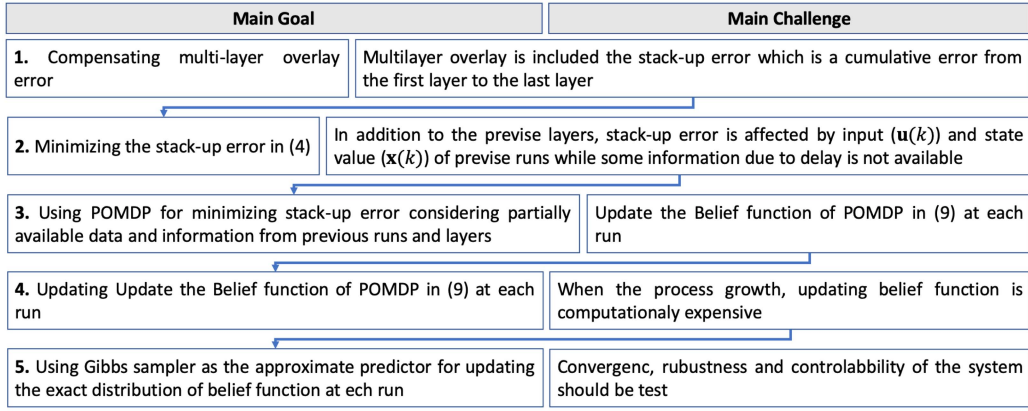 Main Goal
Main Challenge
1. Compensating multi-layer overlay
error
Multilayer overlay is included the stack-up error which is a cumulative error from
the first layer to the last layer
2. Minimizing the stack-up error in (4)
In addition to the previse layers, stack-up error is affected by input (u(k)) and state
value (x(k)) of previse runs while some information due to delay is not available
3. Using POMDP for minimizing stack-up error considering partially
available data and information from previous runs and layers
Update the Belief function of POMDP in (9) at each
run
4. Updating Update the Belief function of POMDP in (9) at each
run
When the process growth, updating belief function is
computationaly expensive
5. Using Gibbs sampler as the approximate predictor for updating
the exact distribution of belief function at ech run
Convergenc, rubustness and controlabbility of the system
should be test